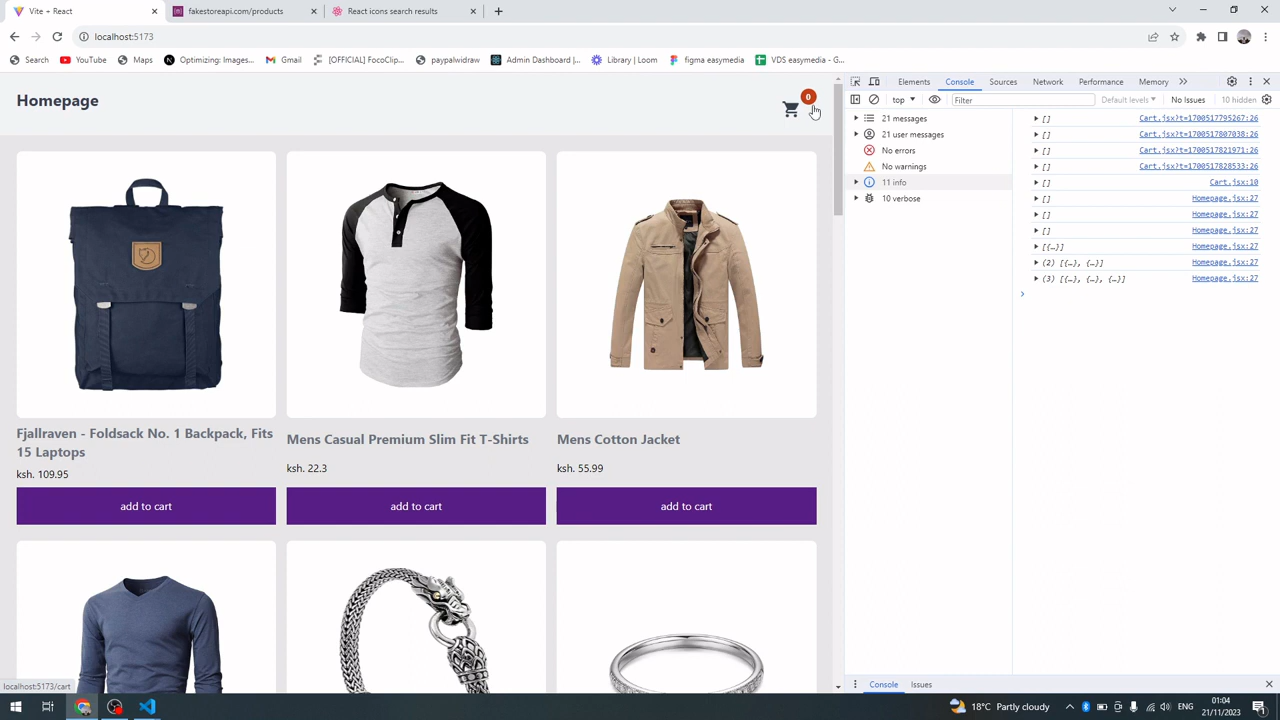 Vite + React
fakestoreapi.com/products
React icons search results
localhost:5173
Search
YouTube
Maps
Optimizing: Images...
Gmail
[OFFICIAL] FocoClip...
paypalwidraw
Admin Dashboard |...
Library | Loom
figma easymedia
VDS easymedia - G...
Homepage
0
Fjallraven - Foldsack No. 1 Backpack, Fits
15 Laptops
ksh. 109.95
add to cart
Mens Casual Premium Slim Fit T-Shirts
ksh. 22.3
add to cart
Mens Cotton Jacket
ksh. 55.99
add to cart
localhost:5173/cart
Elements
Console
Sources
Network
Performance
Memory
top
Filter
Default levels
No Issues
10 hidden
21 messages
21 user messages
No errors
No warnings
11 info
10 verbose
[] Cart.jsx?t=1700517795267:26
[] Cart.jsx?t=1700517807038:26
[] Cart.jsx?t=1700517821971:26
[] Cart.jsx?t=1700517828533:26
[] Cart.jsx:10
[] Homepage.jsx:27
[] Homepage.jsx:27
[] Homepage.jsx:27
[{…}] Homepage.jsx:27
(2) [{…}, {…}] Homepage.jsx:27
(3) [{…}, {…}, {…}] Homepage.jsx:27
Console
Issues
18°C Partly cloudy
ENG
01:04
21/11/2023